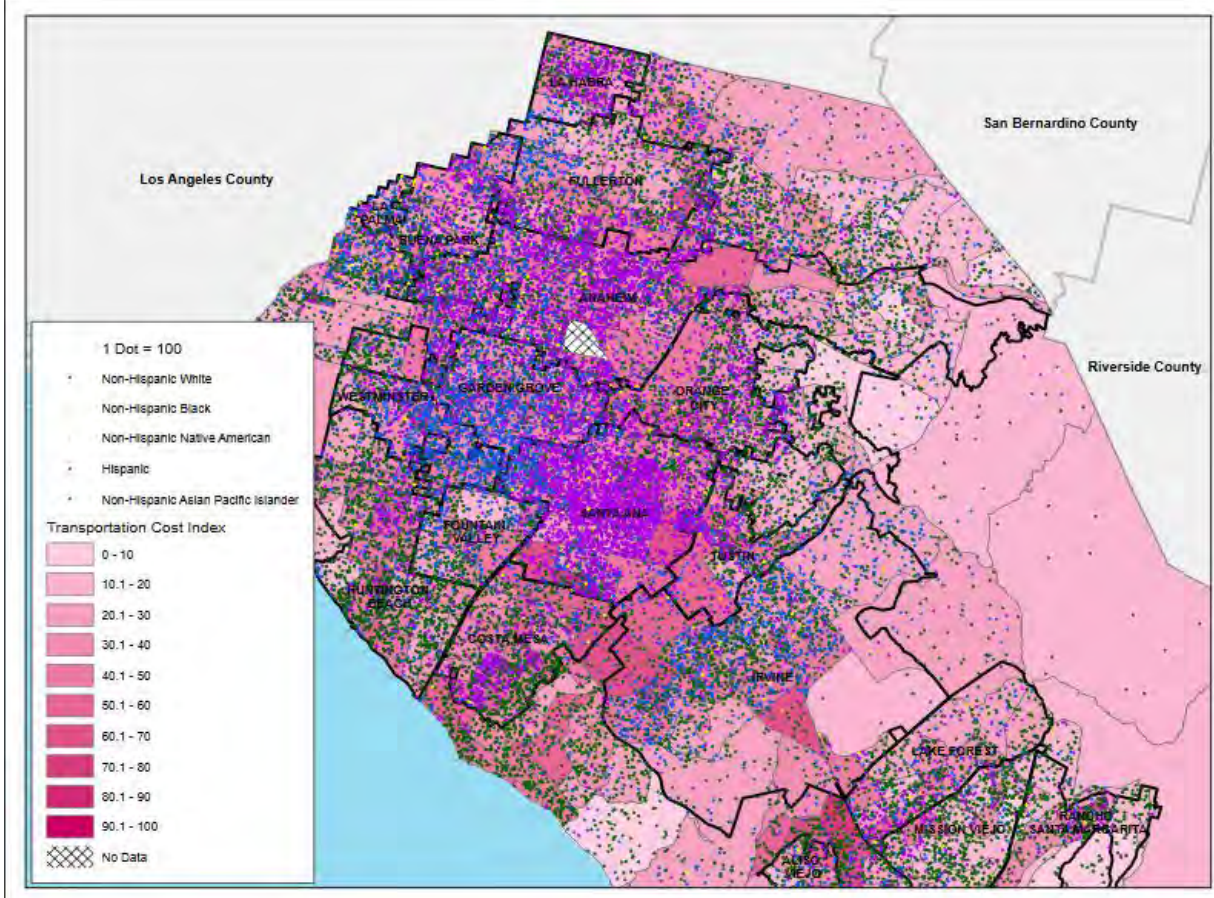 LA HABRA
San Bernardino County
Los Angeles County
FULLERTON
LA
PALMA
BUENA PARK
ANAHEIM
Riverside County
1 Dot = 100
Non-Hispanic White
Non-Hispanic Black
Non-Hispanic Native American
Hispanic
Non-Hispanic Asian Pacific Islander
Transportation Cost Index
0 - 10
10.1 - 20
20.1 - 30
30.1 - 40
40.1 - 50
50.1 - 60
60.1 - 70
70.1 - 80
80.1 - 90
90.1 - 100
No Data
GARDEN GROVE
WESTMINSTER
ORANGE
CITY
SANTA ANA
FOUNTAIN
VALLEY
TUSTIN
HUNTINGTON
BEACH
COSTA MESA
IRVINE
LAKE FOREST
MISSION VIEJO
RANCHO
SANTA MARGARITA
ALISO
VIEJO